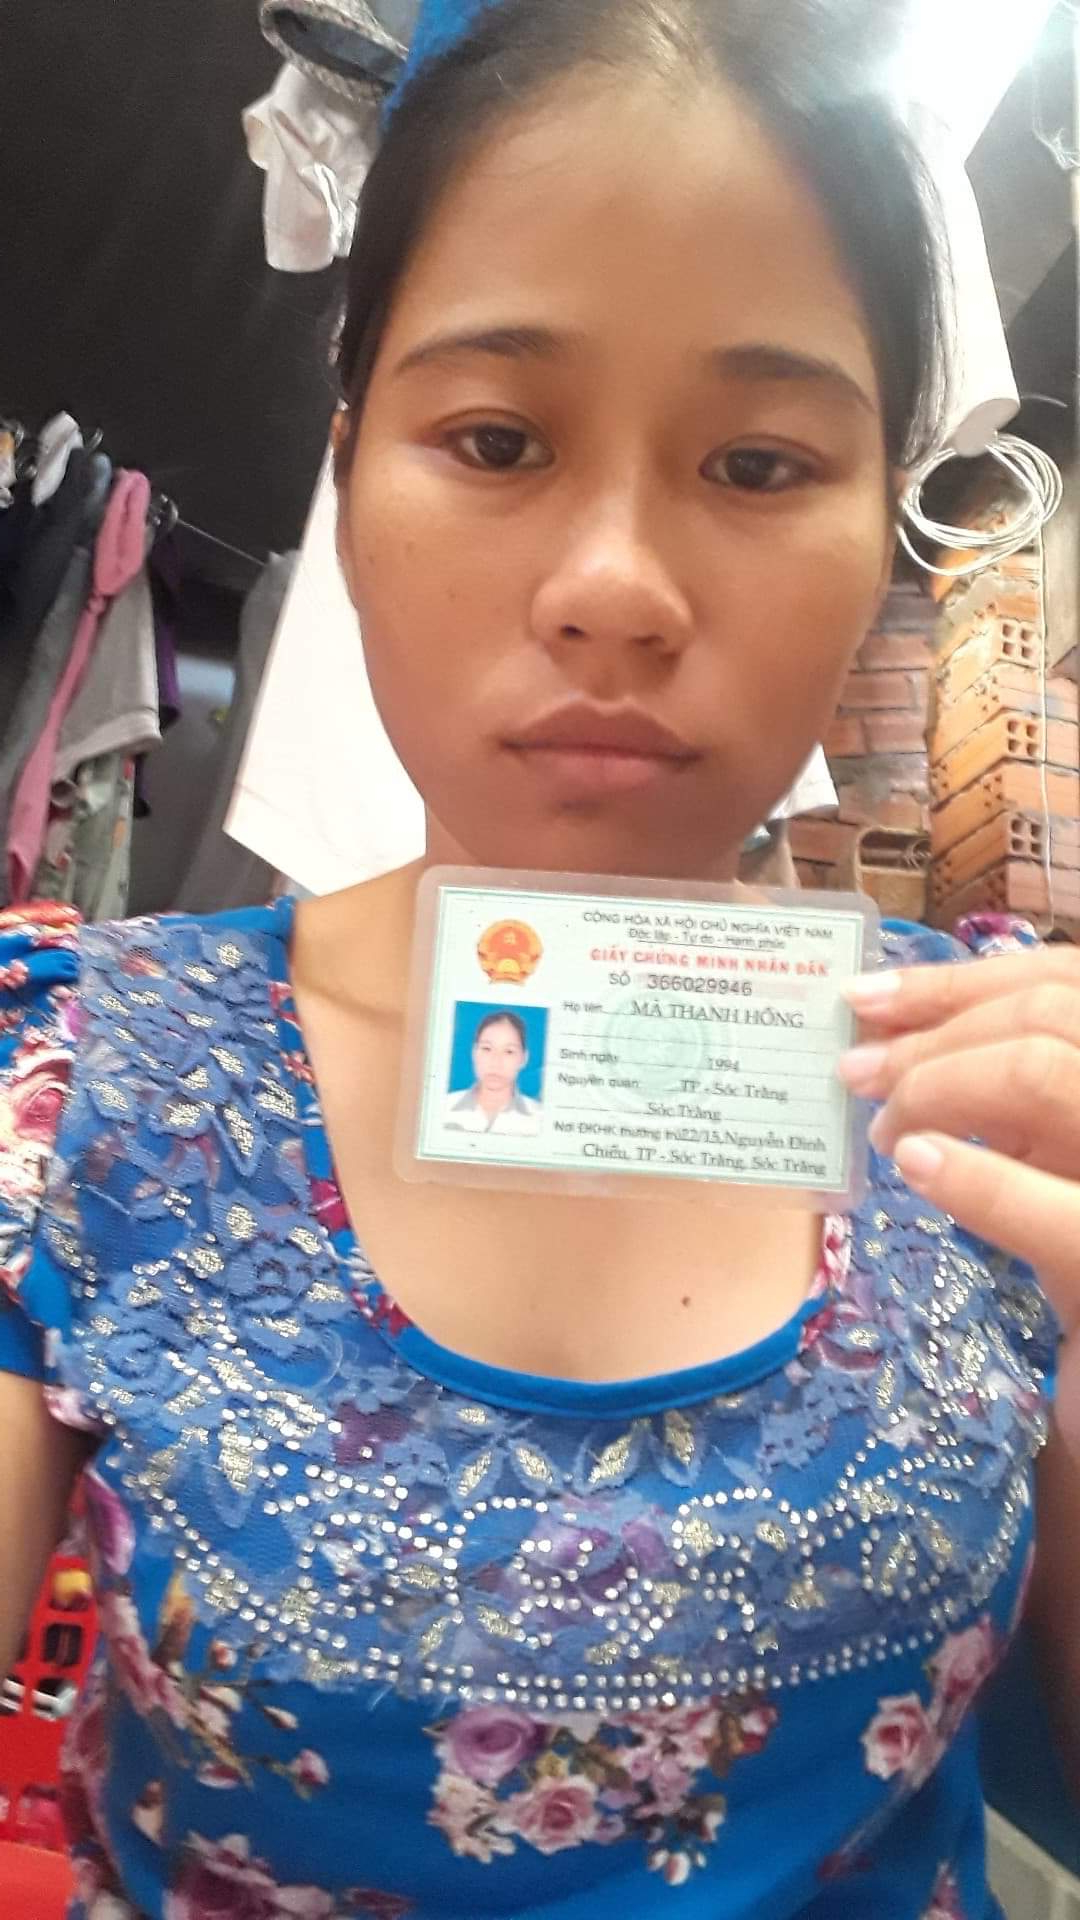 CỘNG HÒA XÃ HỘI CHỦ NGHĨA VIỆT NAM
Độc lập - Tự do - Hạnh phúc
GIẤY CHỨNG MINH NHÂN DÂN
SỐ 366029946
Họ tên MÃ THANH HỒNG
Sinh ngày 1994
Nguyên quán TP - Sóc Trăng
Sóc Trăng
Nơi ĐKHK thường trú 22/15, Nguyễn Đình
Chiểu, TP - Sóc Trăng, Sóc Trăng